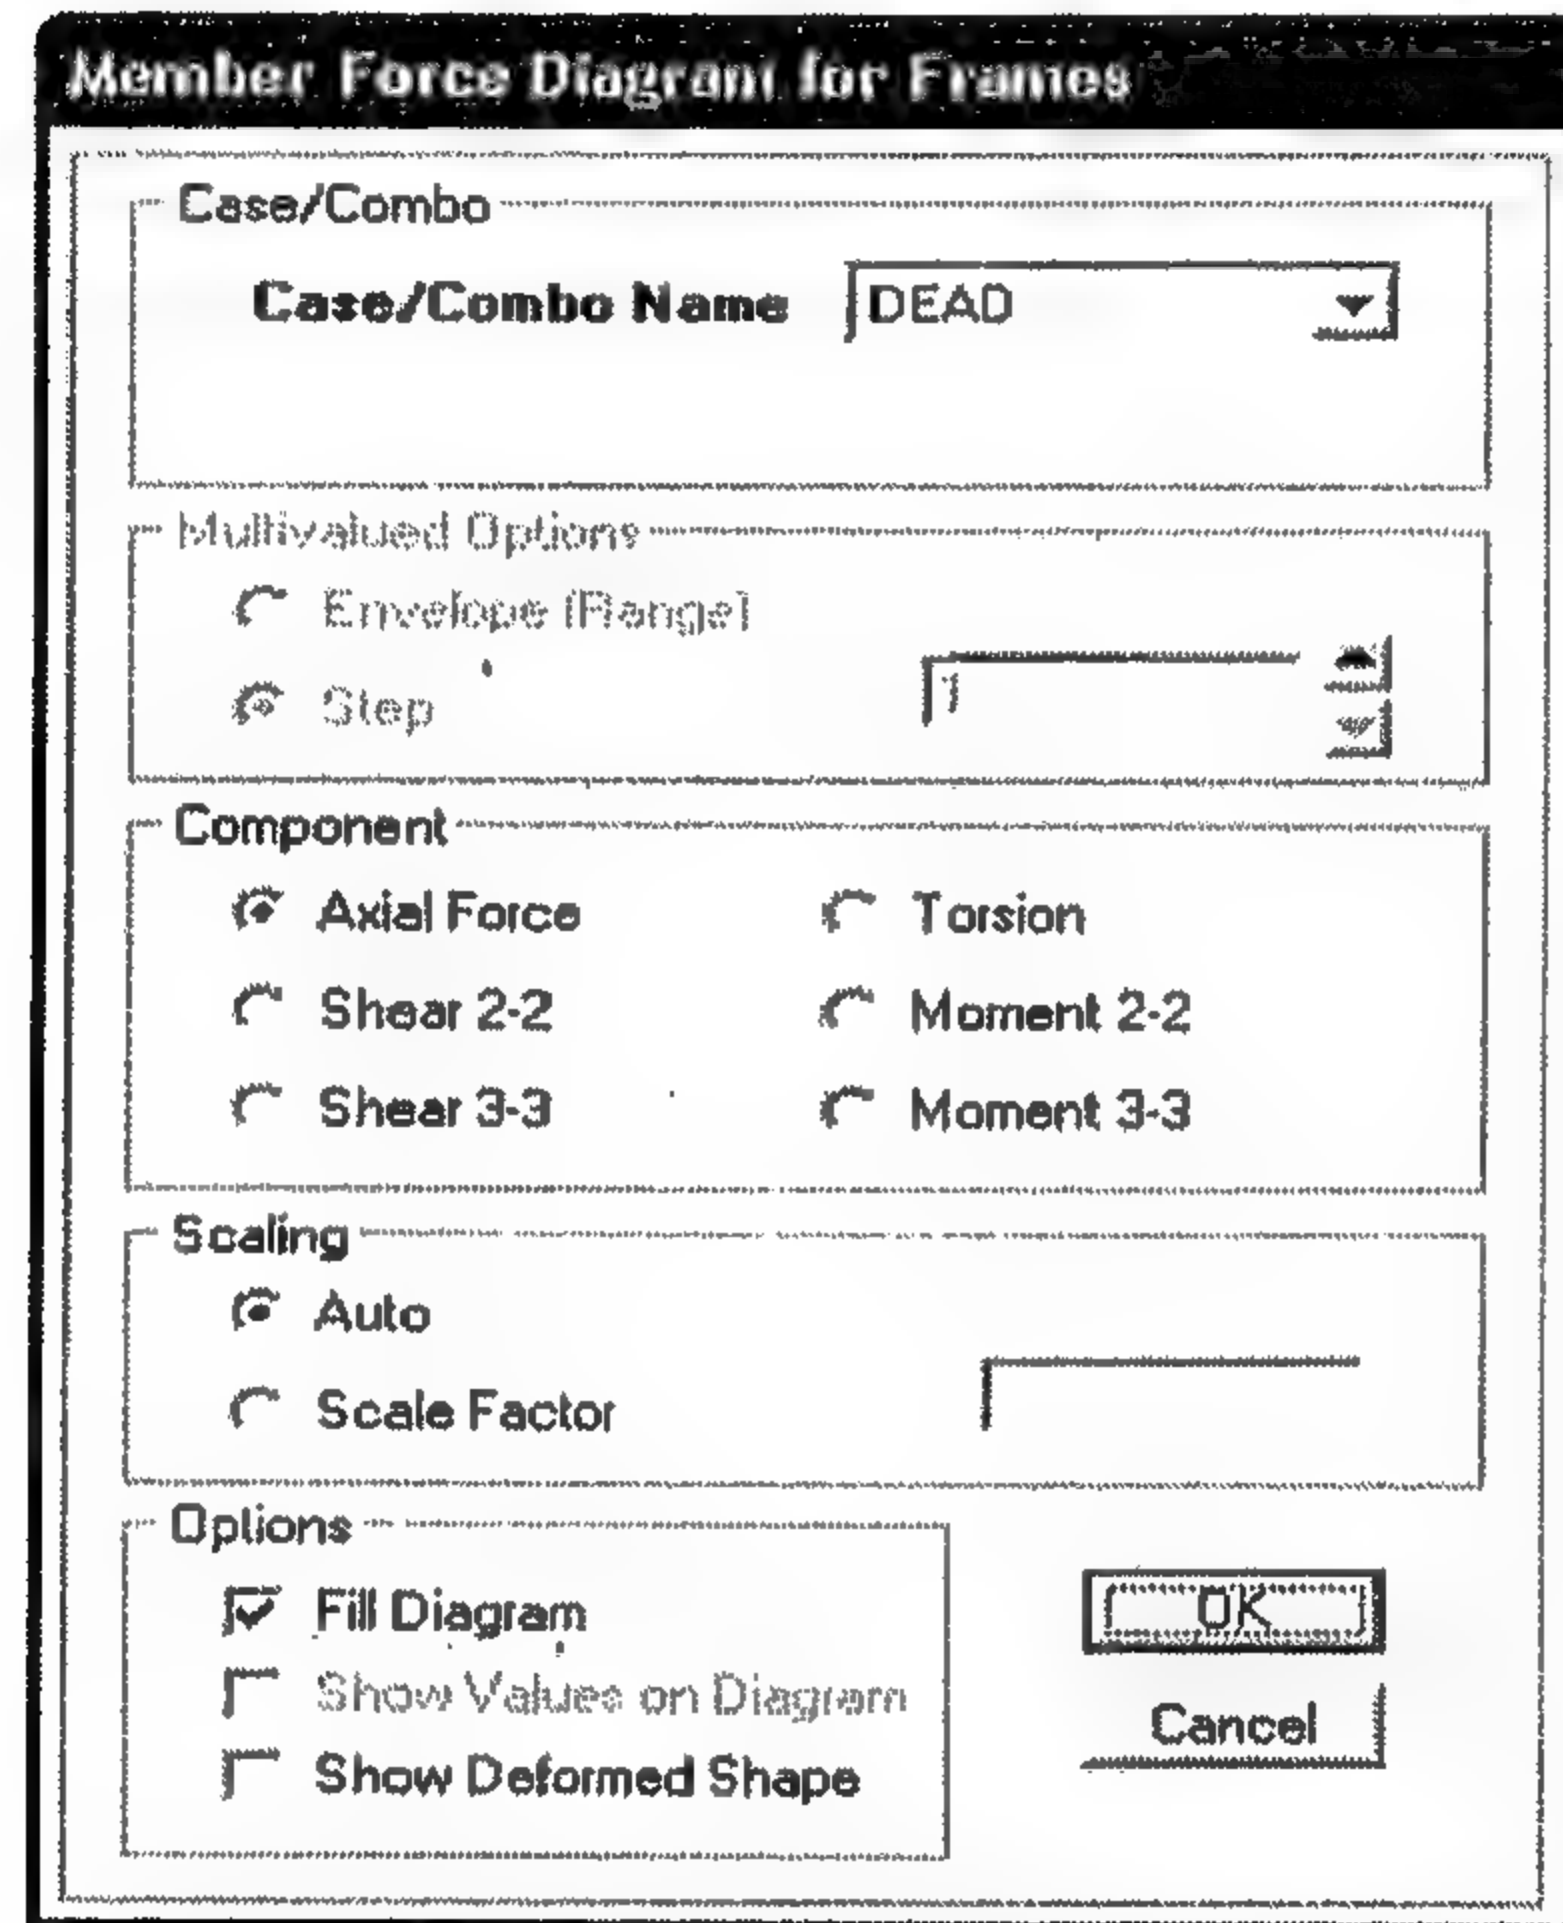 Member Force Diagram for Frames
Case/Combo
Case/Combo Name DEAD
Multivalued Options
Envelope (Range)
Step 1
Component
Axial Force Torsion
Shear 2-2 Moment 2-2
Shear 3-3 Moment 3-3
Scaling
Auto
Scale Factor
Options
Fill Diagram OK
Show Values on Diagram
Cancel
Show Deformed Shape